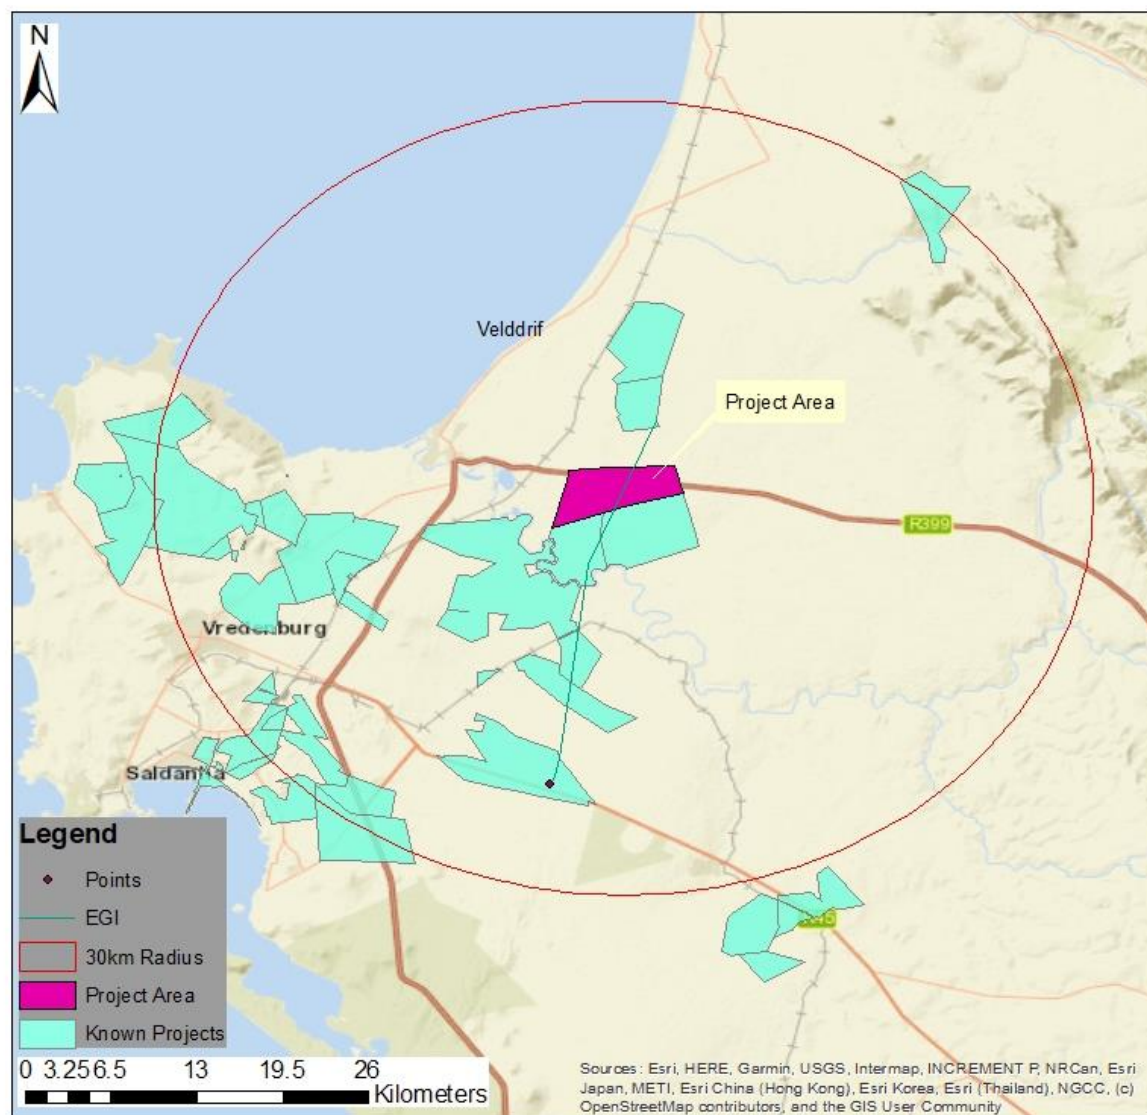 N
Velddrif
Project Area
R399
Vredenburg
Saldanha
R45
Legend
Points
EGI
30km Radius
Project Area
Known Projects
0 3.25 6.5 13 19.5 26
Kilometers
Sources: Esri, HERE, Garmin, USGS, Intermap, INCREMENT P, NRCan, Esri
Japan, METI, Esri China (Hong Kong), Esri Korea, Esri (Thailand), NGCC, (c)
OpenStreetMap contributors, and the GIS User Community